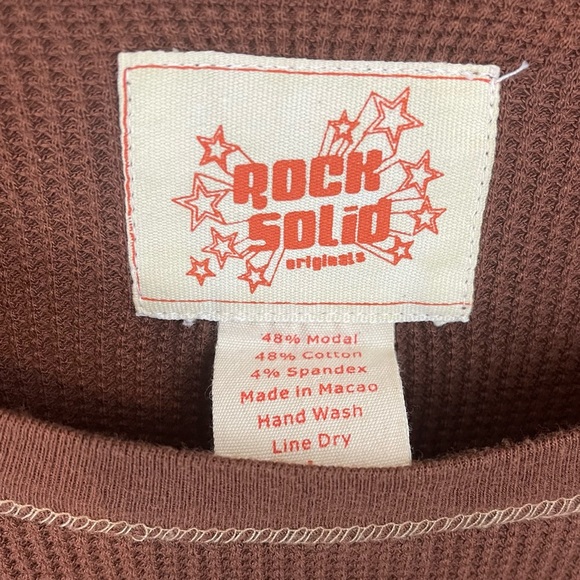 ROCK
SOLiD
originals
48% Modal
48% Cotton
4% Spandex
Made in Macao
Hand Wash
Line Dry